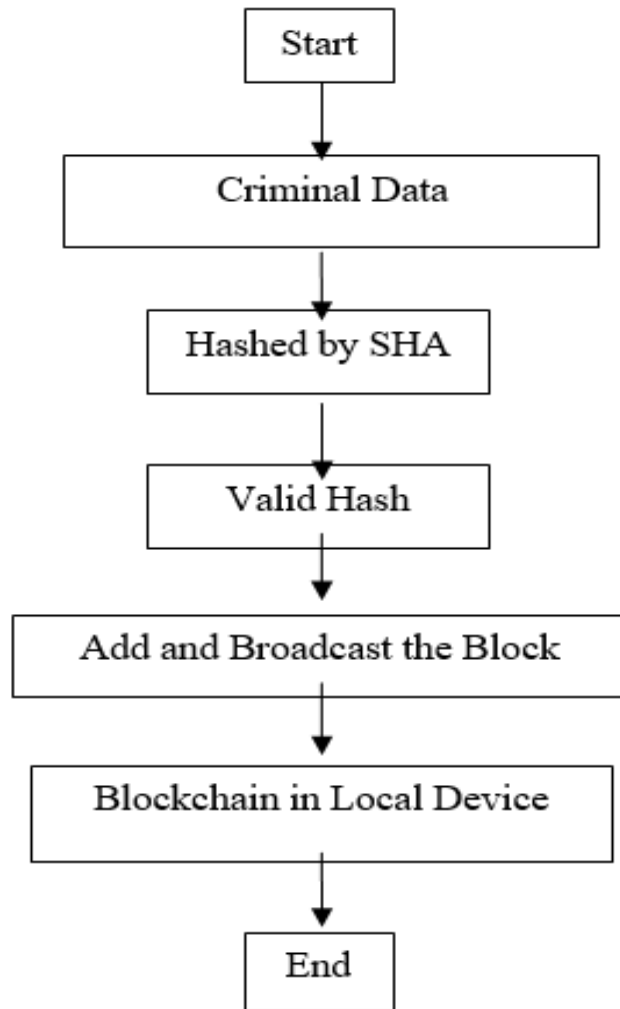 Start
Criminal Data
Hashed by SHA
Valid Hash
Add and Broadcast the Block
Blockchain in Local Device
End